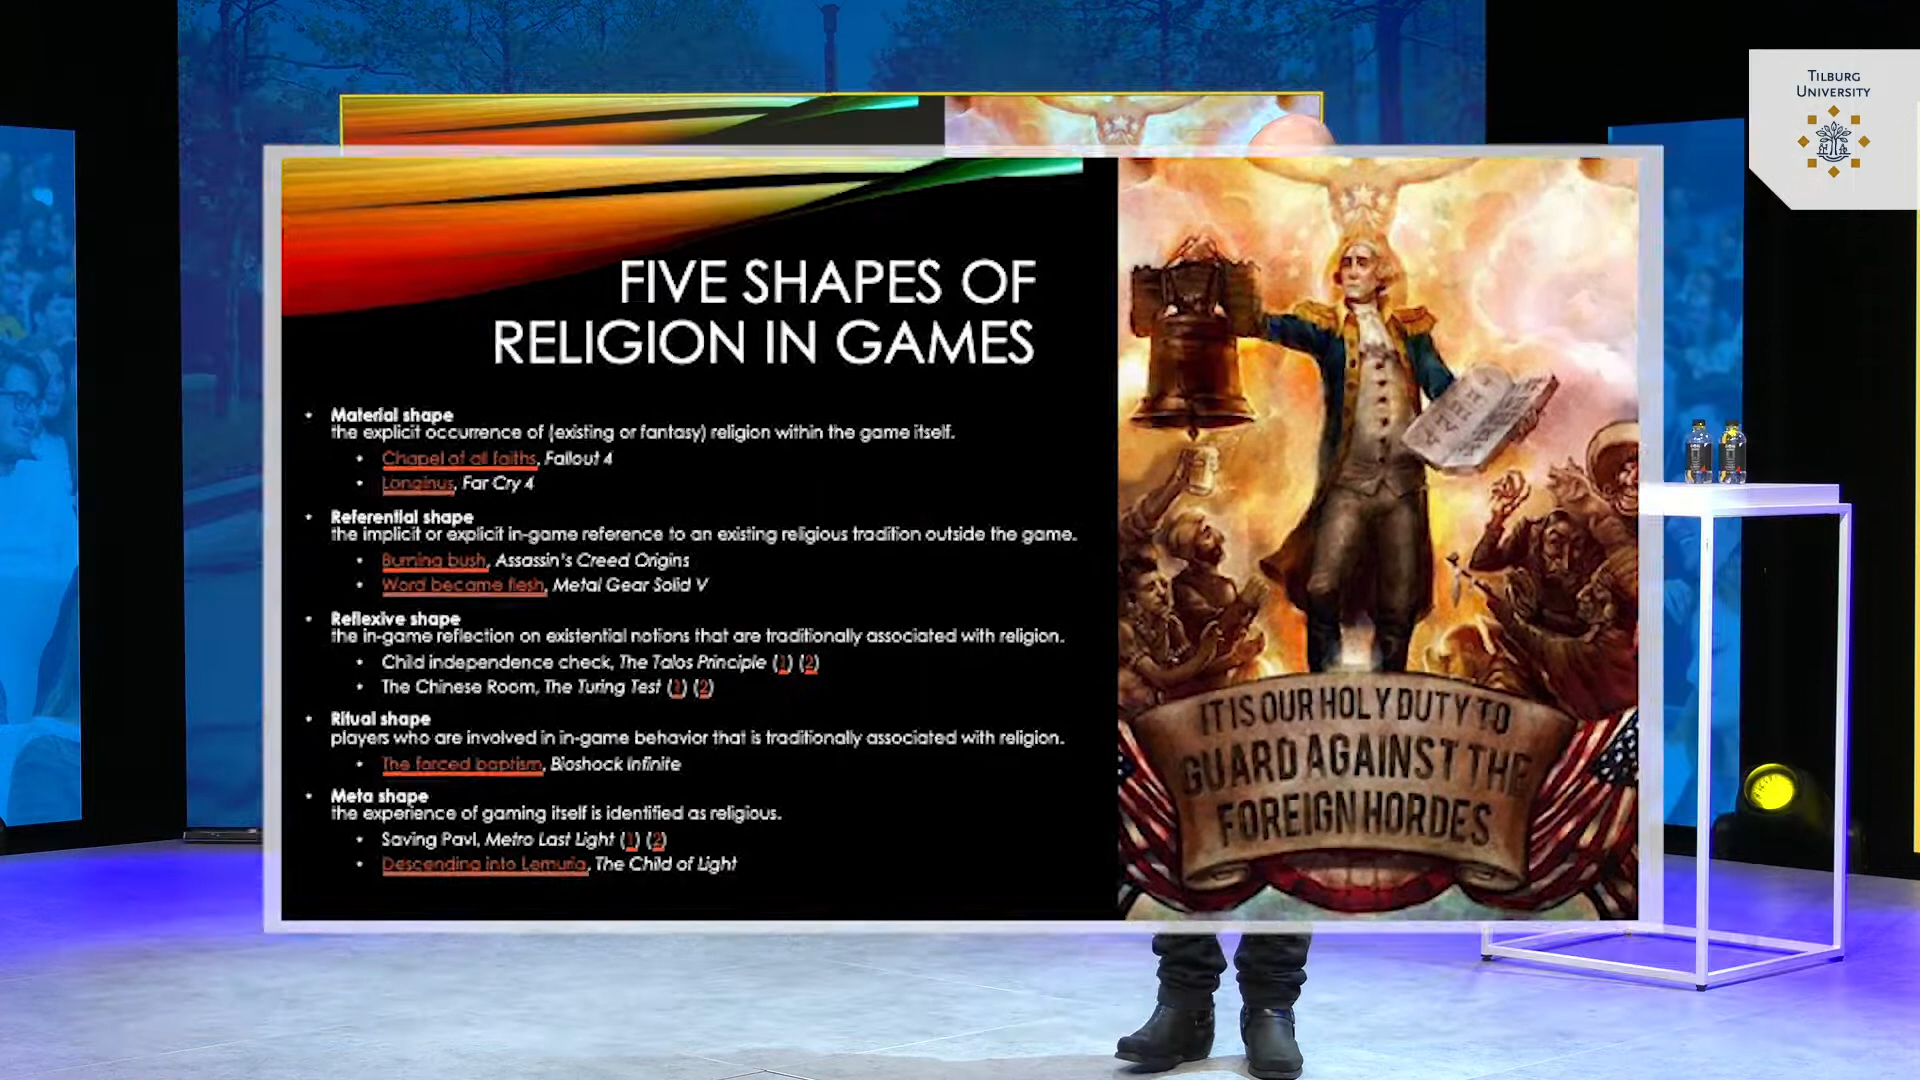 TILBURG
UNIVERSITY
FIVE SHAPES OF
RELIGION IN GAMES
• Material shape
the explicit occurrence of (existing or fantasy) religion within the game itself.
• Chapel of all faiths, Fallout 4
• Longinus, Far Cry 4
• Referential shape
the implicit or explicit in-game reference to an existing religious tradition outside the game.
• Burning bush, Assassin's Creed Origins
• Word became flesh, Metal Gear Solid V
• Reflexive shape
the in-game reflection on existential notions that are traditionally associated with religion.
• Child independence check, The Talos Principle (1) (2)
• The Chinese Room, The Turing Test (1) (2)
• Ritual shape
players who are involved in in-game behavior that is traditionally associated with religion.
• The forced baptism, Bioshock Infinite
• Meta shape
the experience of gaming itself is identified as religious.
• Saving Pavl, Metro Last Light (1) (2)
• Descending into Lemuria, The Child of Light
IT IS OUR HOLY DUTY TO
GUARD AGAINST THE
FOREIGN HORDES